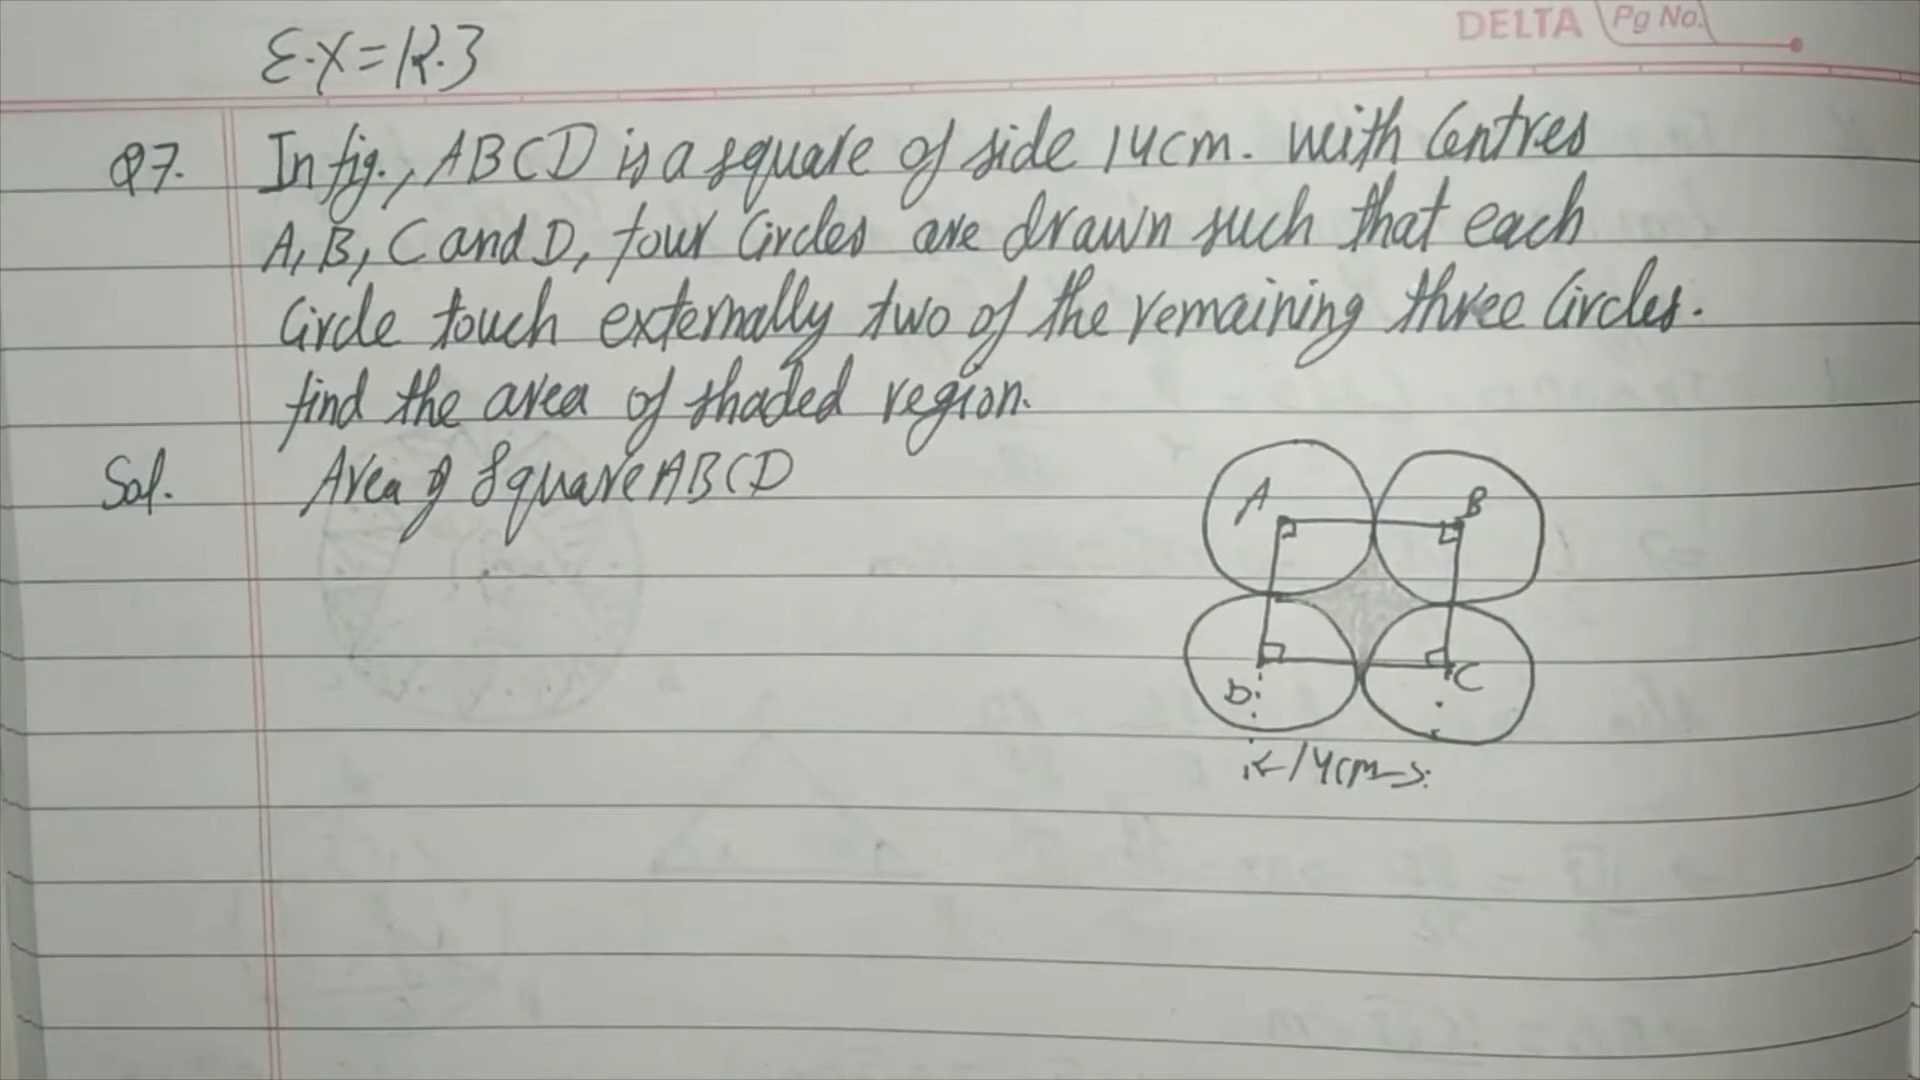 DELTA Pg No.
E.X=12.3
Q7. In fig., ABCD is a square of side 14cm. with Centres
A, B, C and D, four Circles are drawn such that each
Circle touch externally two of the remaining three Circles.
find the area of shaded region.
Sol. Area of Square ABCD
A B
D C
14cm